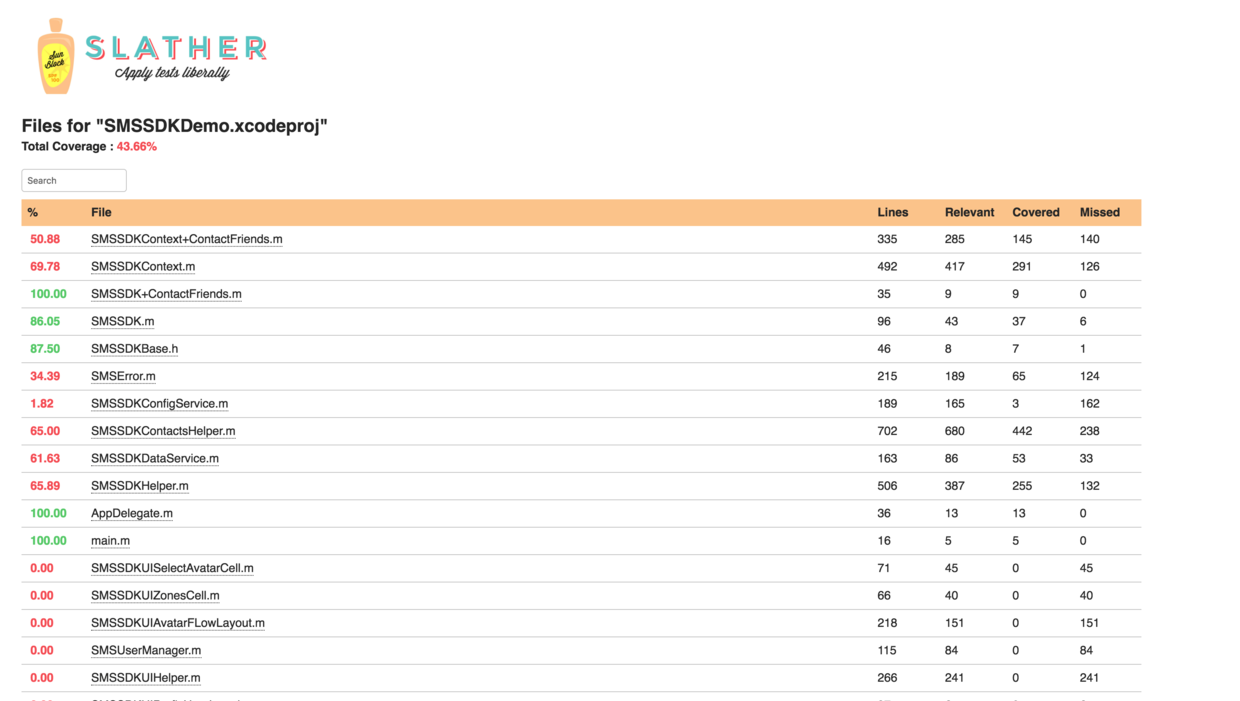 Sun
Block
SLATHER
Apply tests liberally
Files for "SMSSDKDemo.xcodeproj"
Total Coverage : 43.66%
Search
% File Lines Relevant Covered Missed
50.88 SMSSDKContext+ContactFriends.m 335 285 145 140
69.78 SMSSDKContext.m 492 417 291 126
100.00 SMSSDK+ContactFriends.m 35 9 9 0
86.05 SMSSDK.m 96 43 37 6
87.50 SMSSDKBase.h 46 8 7 1
34.39 SMSError.m 215 189 65 124
1.82 SMSSDKConfigService.m 189 165 3 162
65.00 SMSSDKContactsHelper.m 702 680 442 238
61.63 SMSSDKDataService.m 163 86 53 33
65.89 SMSSDKHelper.m 506 387 255 132
100.00 AppDelegate.m 36 13 13 0
100.00 main.m 16 5 5 0
0.00 SMSSDKUISelectAvatarCell.m 71 45 0 45
0.00 SMSSDKUIZonesCell.m 66 40 0 40
0.00 SMSSDKUIAvatarFLowLayout.m 218 151 0 151
0.00 SMSUserManager.m 115 84 0 84
0.00 SMSSDKUIHelper.m 266 241 0 241